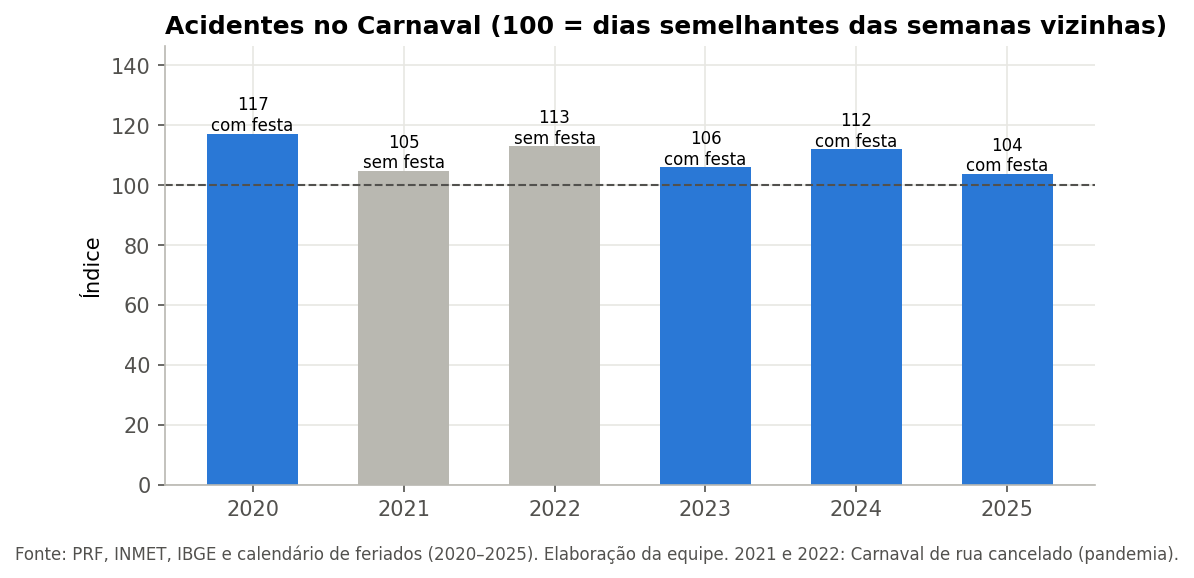 Acidentes no Carnaval (100 = dias semelhantes das semanas vizinhas)
Índice
140
120
100
80
60
40
20
0
117
com festa
105
sem festa
113
sem festa
106
com festa
112
com festa
104
com festa
2020
2021
2022
2023
2024
2025
Fonte: PRF, INMET, IBGE e calendário de feriados (2020–2025). Elaboração da equipe. 2021 e 2022: Carnaval de rua cancelado (pandemia).